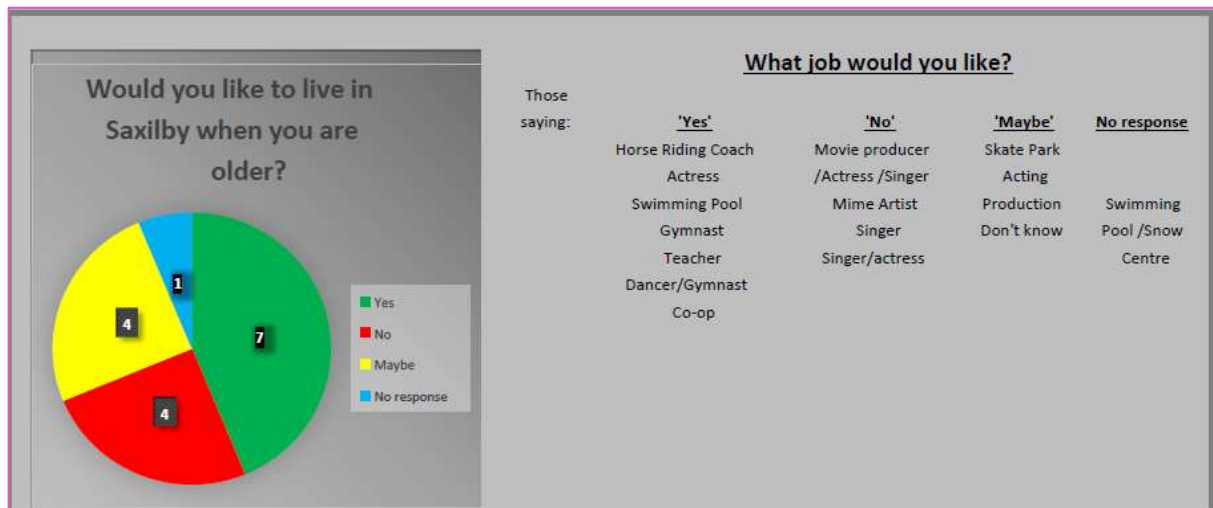 Would you like to live in
Saxilby when you are
older?
1
4
7
4
Yes
No
Maybe
No response
What job would you like?
Those
saying:
'Yes'
'No'
'Maybe'
No response
Horse Riding Coach
Movie producer
Skate Park
Actress
/Actress /Singer
Acting
Swimming Pool
Mime Artist
Production
Swimming
Gymnast
Singer
Don't know
Pool /Snow
Teacher
Singer/actress
Centre
Dancer/Gymnast
Co-op